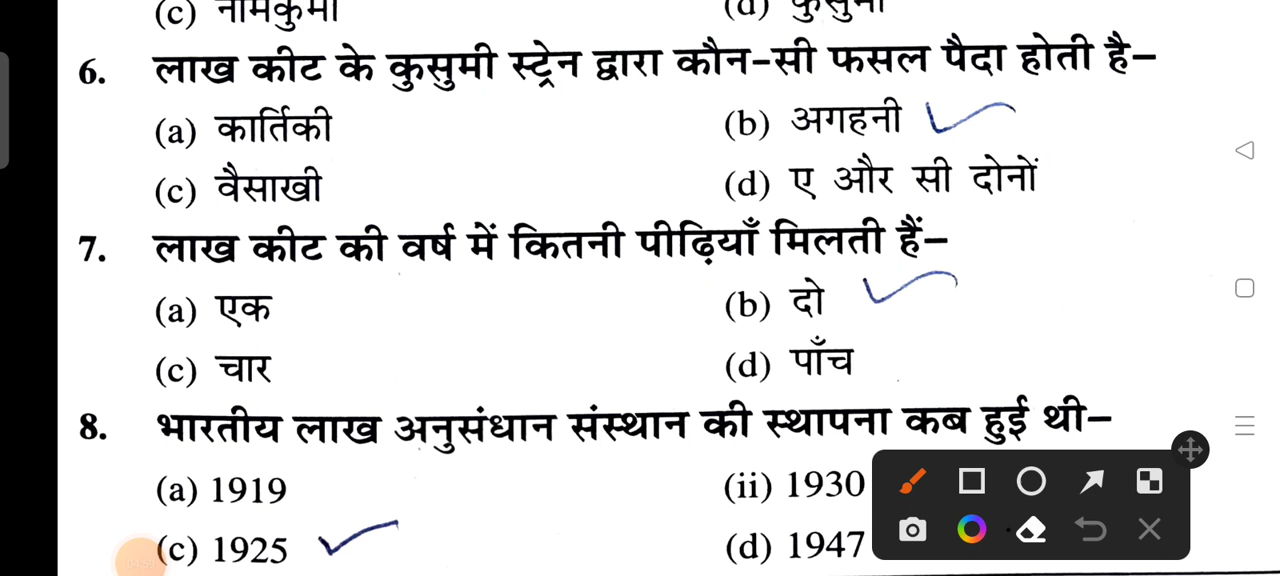 (c) नामकुमी (d) कुसुमी
6. लाख कीट के कुसुमी स्ट्रेन द्वारा कौन-सी फसल पैदा होती है–
(a) कार्तिकी (b) अगहनी
(c) वैसाखी (d) ए और सी दोनों
7. लाख कीट की वर्ष में कितनी पीढ़ियाँ मिलती हैं–
(a) एक (b) दो
(c) चार (d) पाँच
8. भारतीय लाख अनुसंधान संस्थान की स्थापना कब हुई थी–
(a) 1919 (ii) 1930
(c) 1925 (d) 1947